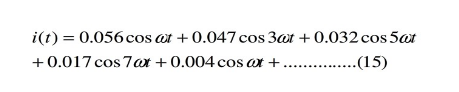 i(t) = 0.056 cos ωt + 0.047 cos 3ωt + 0.032 cos 5ωt
+ 0.017 cos 7ωt + 0.004 cos ωt + ...............(15)